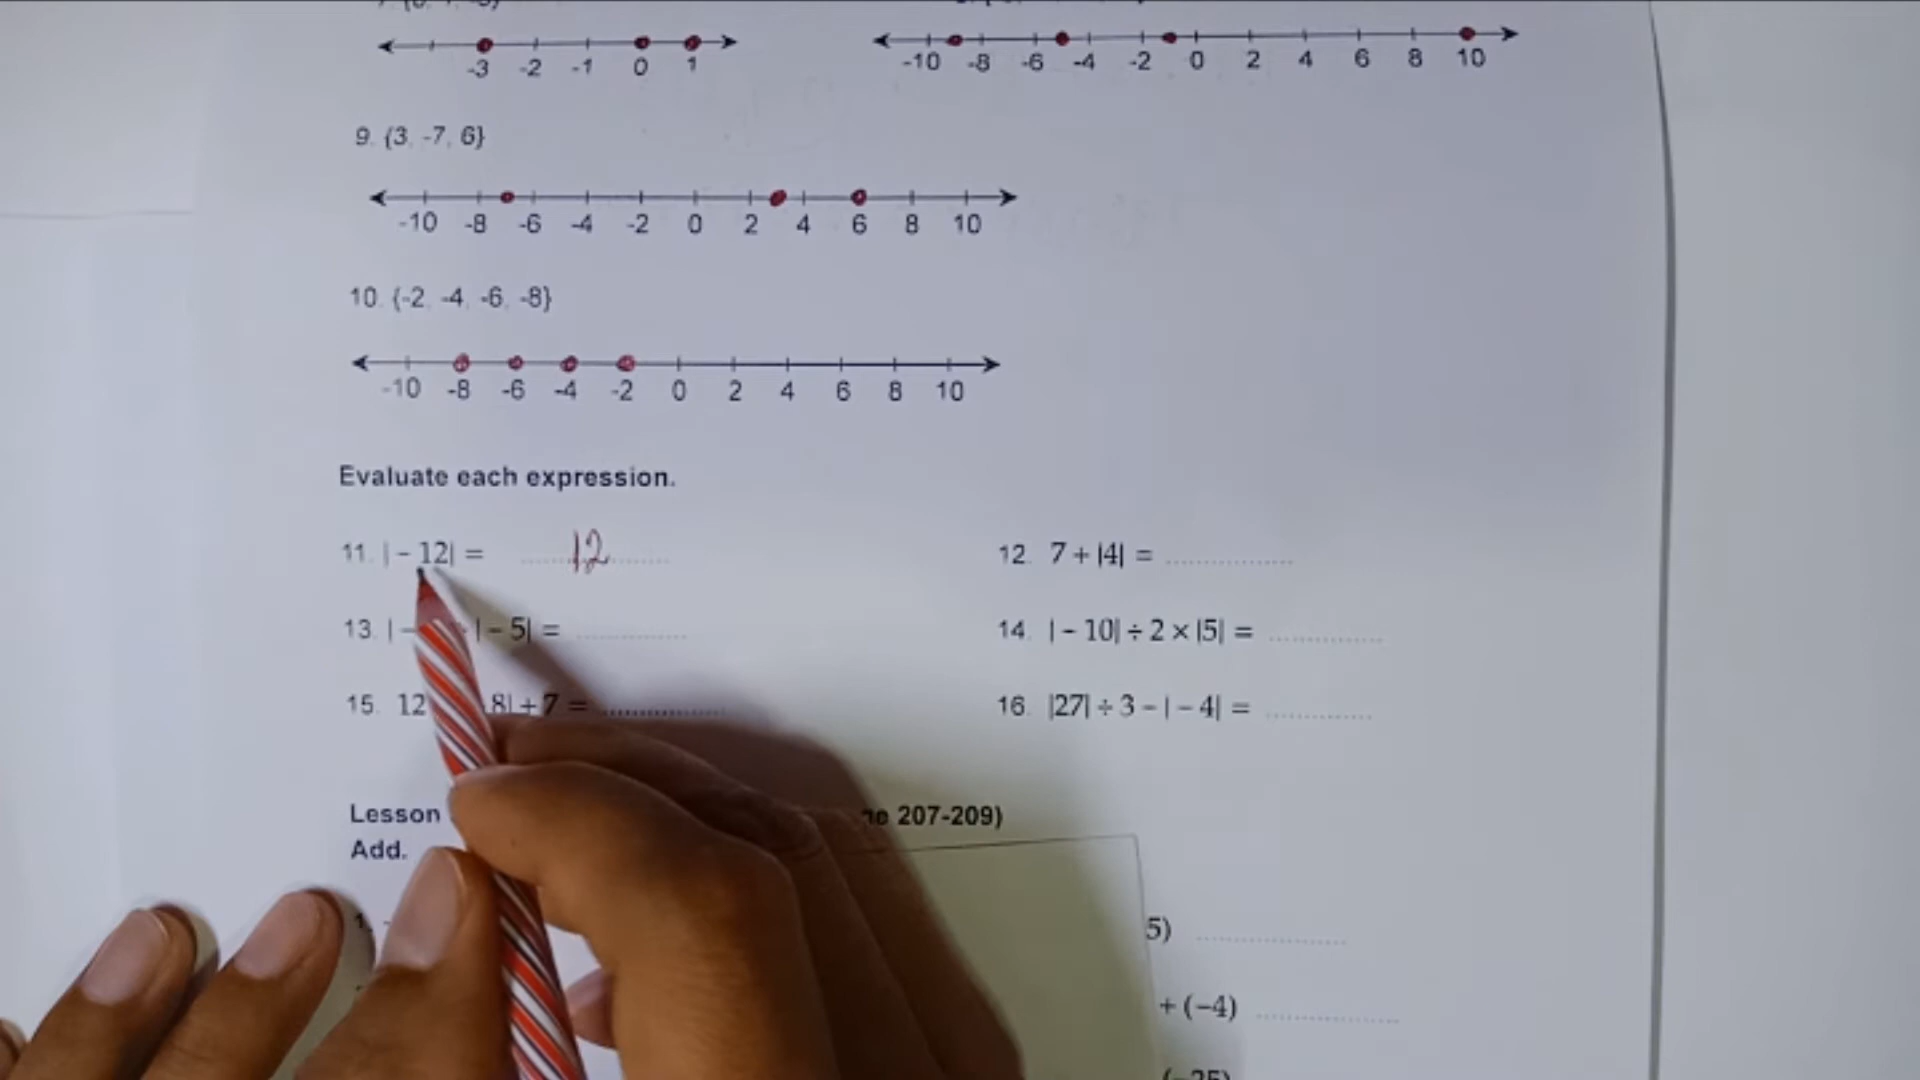 -3 -2 -1 0 1
-10 -8 -6 -4 -2 0 2 4 6 8 10
9. {3, -7, 6}
-10 -8 -6 -4 -2 0 2 4 6 8 10
10. {-2, -4, -6, -8}
-10 -8 -6 -4 -2 0 2 4 6 8 10
Evaluate each expression.
11. |− 12| = 12
12. 7 + |4| =
13. |− |− 5| =
14. |− 10| ÷ 2 × |5| =
15. 12 8| + 7 =
16. |27| ÷ 3 − |− 4| =
Lesson 207-209)
Add.
5)
+ (−4)